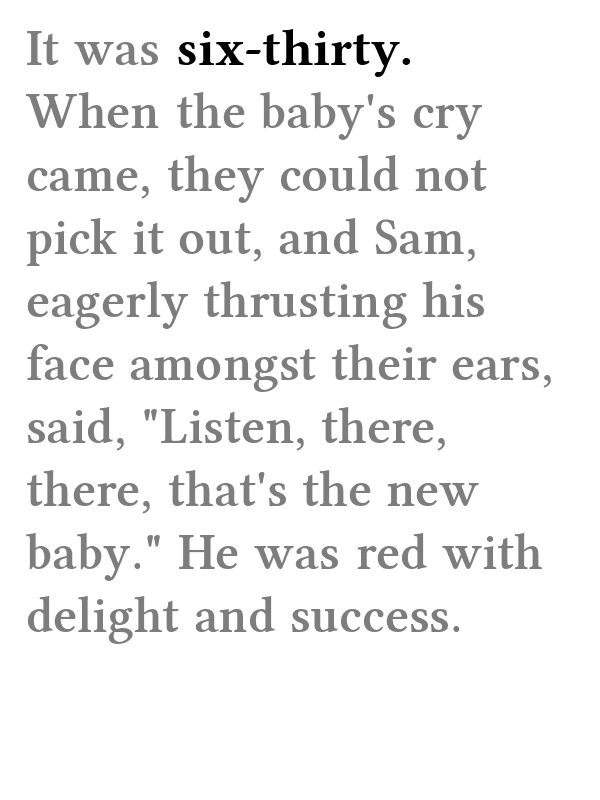 It was six-thirty.
When the baby's cry
came, they could not
pick it out, and Sam,
eagerly thrusting his
face amongst their ears,
said, "Listen, there,
there, that's the new
baby." He was red with
delight and success.